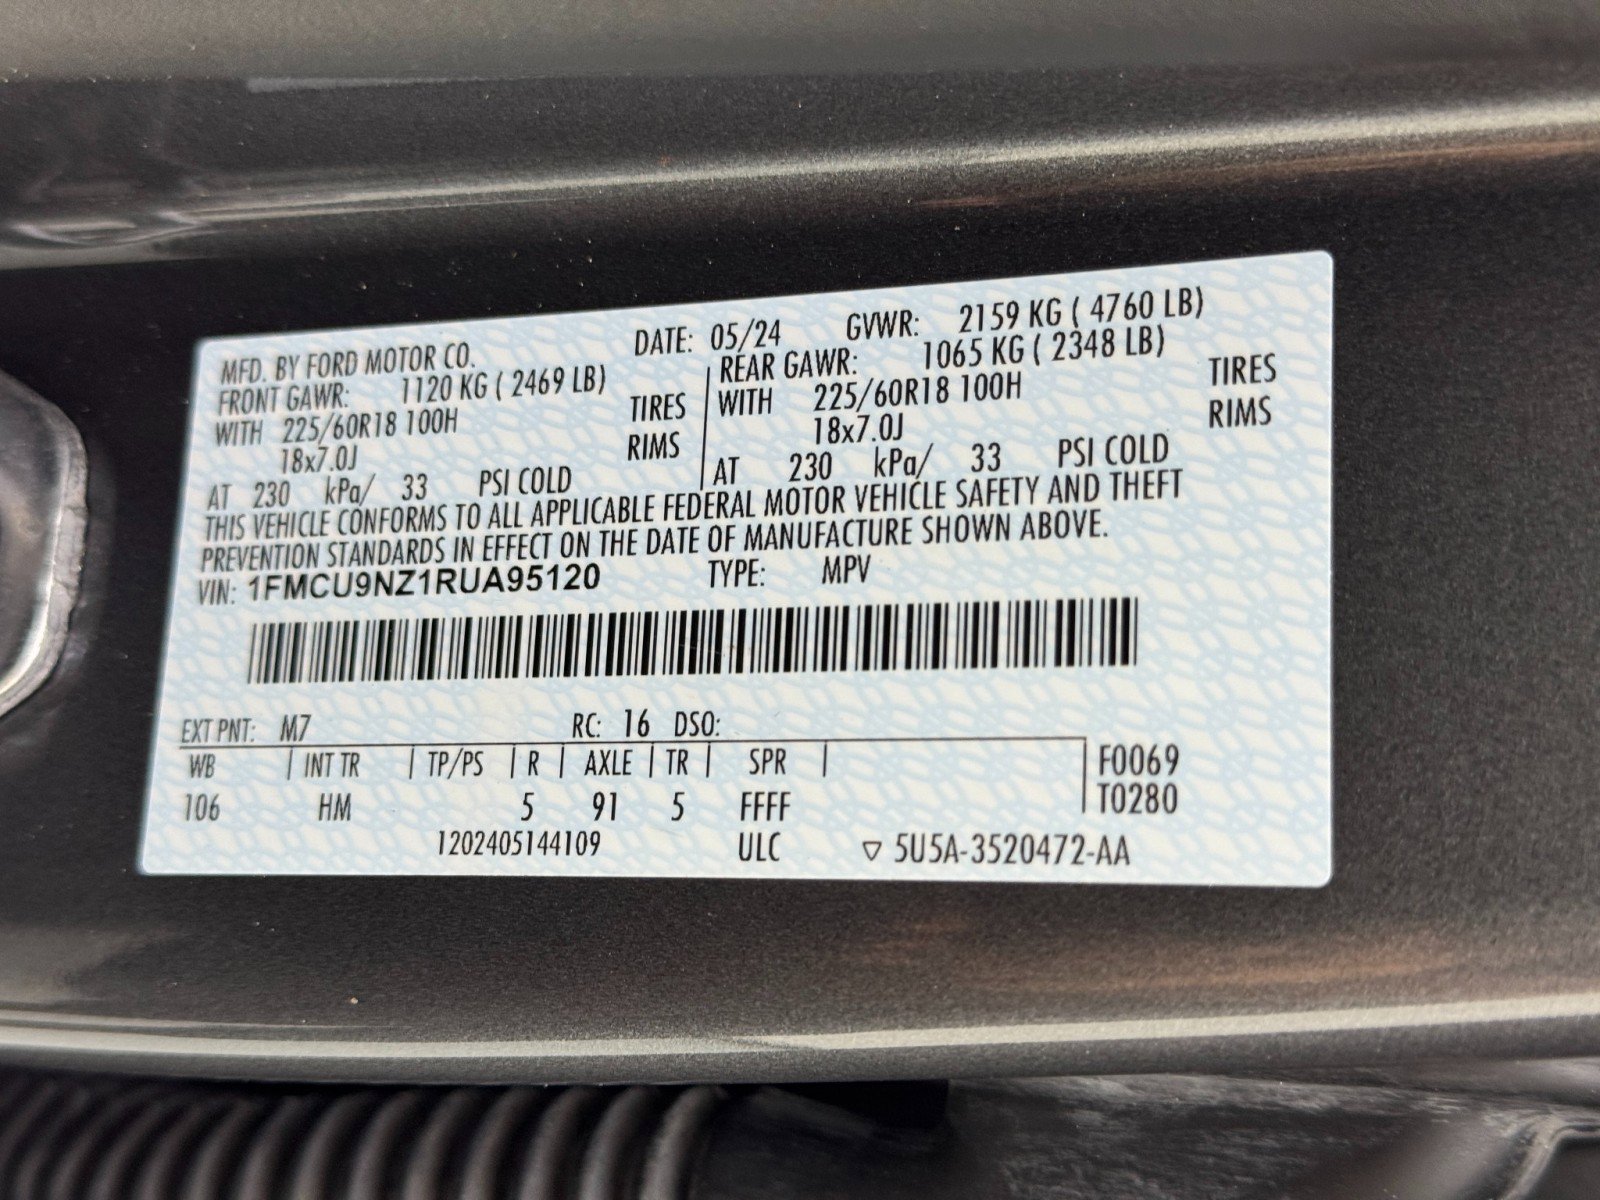 MFD. BY FORD MOTOR CO. DATE: 05/24 GVWR: 2159 KG ( 4760 LB)
FRONT GAWR: 1120 KG ( 2469 LB) REAR GAWR: 1065 KG ( 2348 LB)
WITH 225/60R18 100H TIRES WITH 225/60R18 100H TIRES
18x7.0J RIMS 18x7.0J RIMS
AT 230 kPa/ 33 PSI COLD AT 230 kPa/ 33 PSI COLD
THIS VEHICLE CONFORMS TO ALL APPLICABLE FEDERAL MOTOR VEHICLE SAFETY AND THEFT
PREVENTION STANDARDS IN EFFECT ON THE DATE OF MANUFACTURE SHOWN ABOVE.
VIN: 1FMCU9NZ1RUA95120 TYPE: MPV
EXT PNT: M7 RC: 16 DSO:
WB INT TR TP/PS R AXLE TR SPR F0069
106 HM 5 91 5 FFFF T0280
1202405144109 ULC ▽ 5U5A-3520472-AA